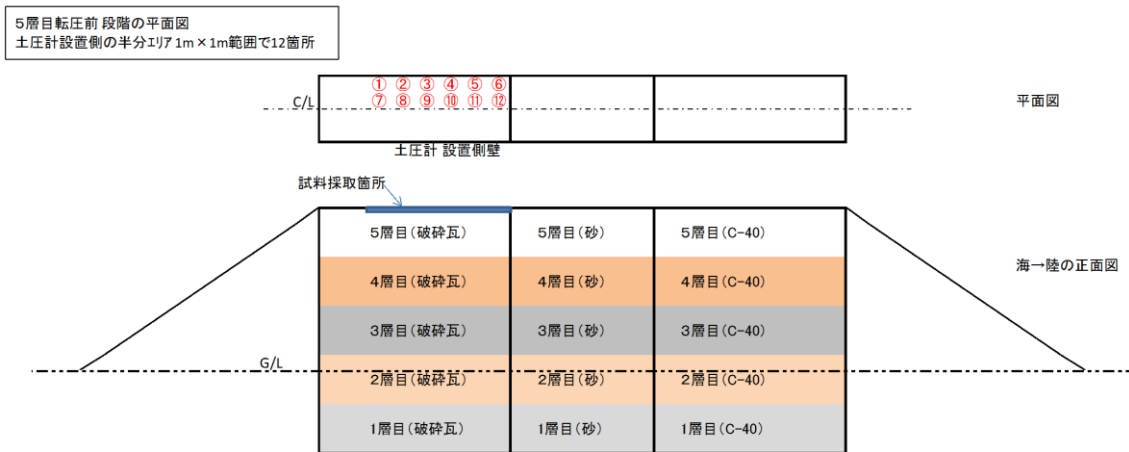 5層目転圧前 段階の平面図
土圧計設置側の半分エリア1m×1m範囲で12箇所
① ② ③ ④ ⑤ ⑥
C/L ⑦ ⑧ ⑨ ⑩ ⑪ ⑫
平面図
土圧計 設置側壁
試料採取箇所
5層目(破砕瓦) 5層目(砂) 5層目(C-40)
海→陸の正面図
4層目(破砕瓦) 4層目(砂) 4層目(C-40)
3層目(破砕瓦) 3層目(砂) 3層目(C-40)
G/L
2層目(破砕瓦) 2層目(砂) 2層目(C-40)
1層目(破砕瓦) 1層目(砂) 1層目(C-40)